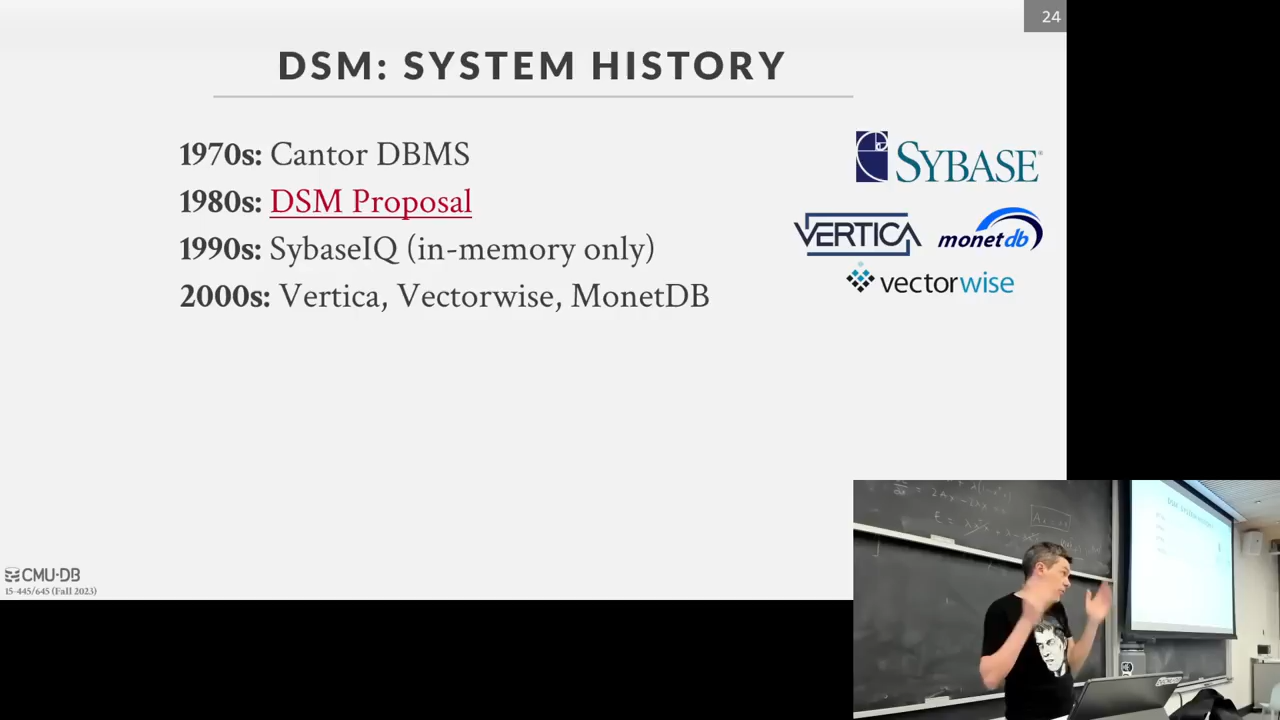 24
DSM: SYSTEM HISTORY
1970s: Cantor DBMS
1980s: DSM Proposal
1990s: SybaseIQ (in-memory only)
2000s: Vertica, Vectorwise, MonetDB
SYBASE®
VERTICA
monetdb
vectorwise
CMU·DB
15-445/645 (Fall 2023)